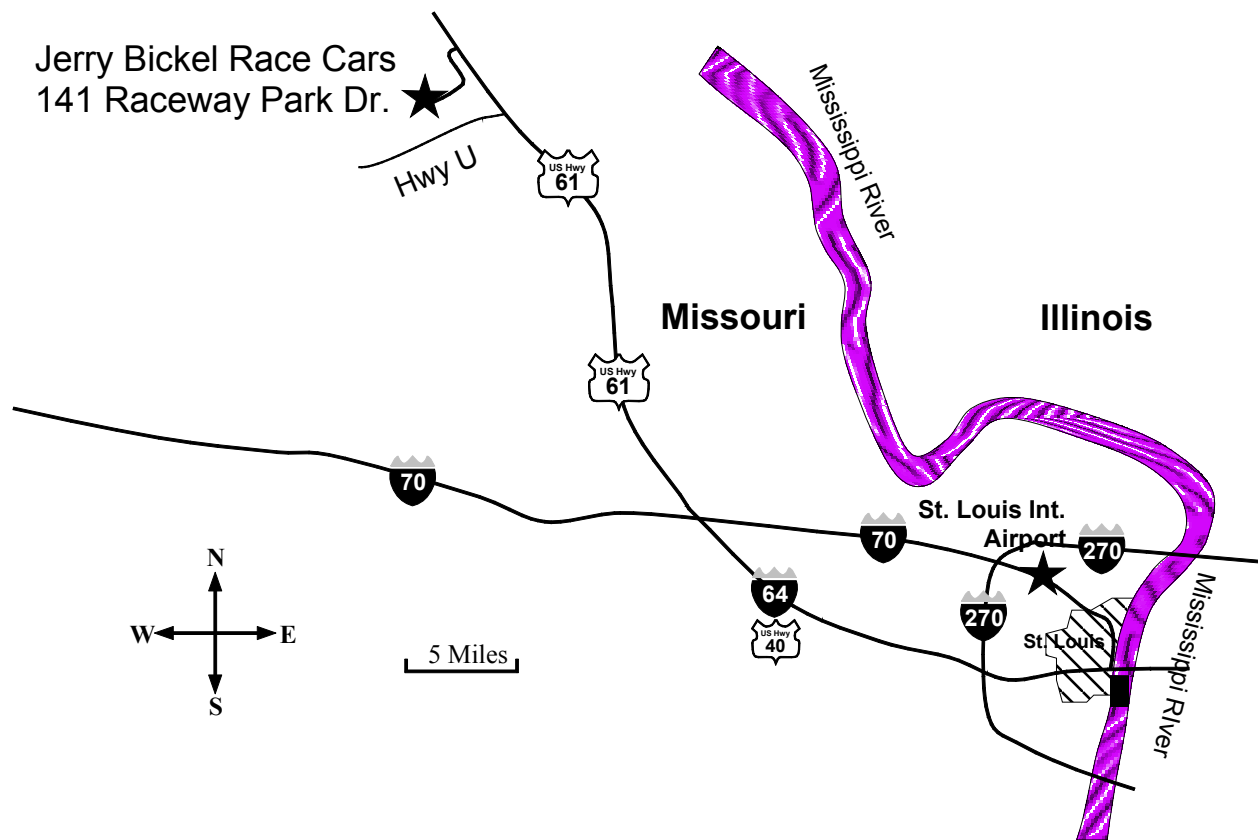 Jerry Bickel Race Cars
141 Raceway Park Dr.
Hwy U
US Hwy
61
Mississippi River
Missouri
Illinois
US Hwy
61
70
St. Louis Int.
Airport
70
270
64
US Hwy
40
270
St. Louis
Mississippi RIver
N
W
E
S
5 Miles